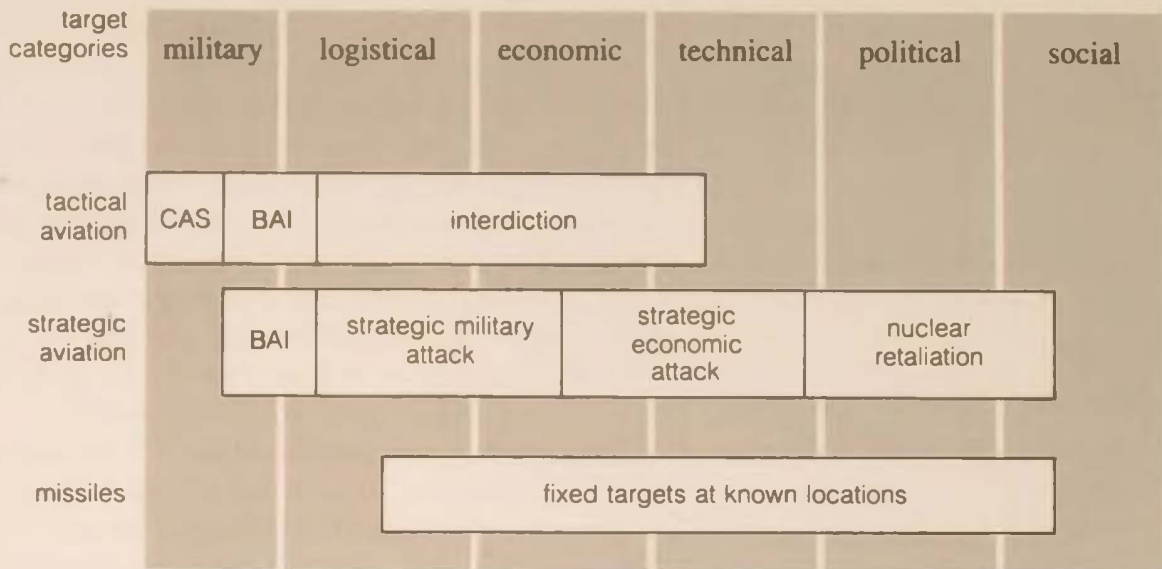 target
categories
military logistical economic technical political social
tactical
aviation
CAS BAI interdiction
strategic
aviation
BAI
strategic military
attack
strategic
economic
attack
nuclear
retaliation
missiles
fixed targets at known locations